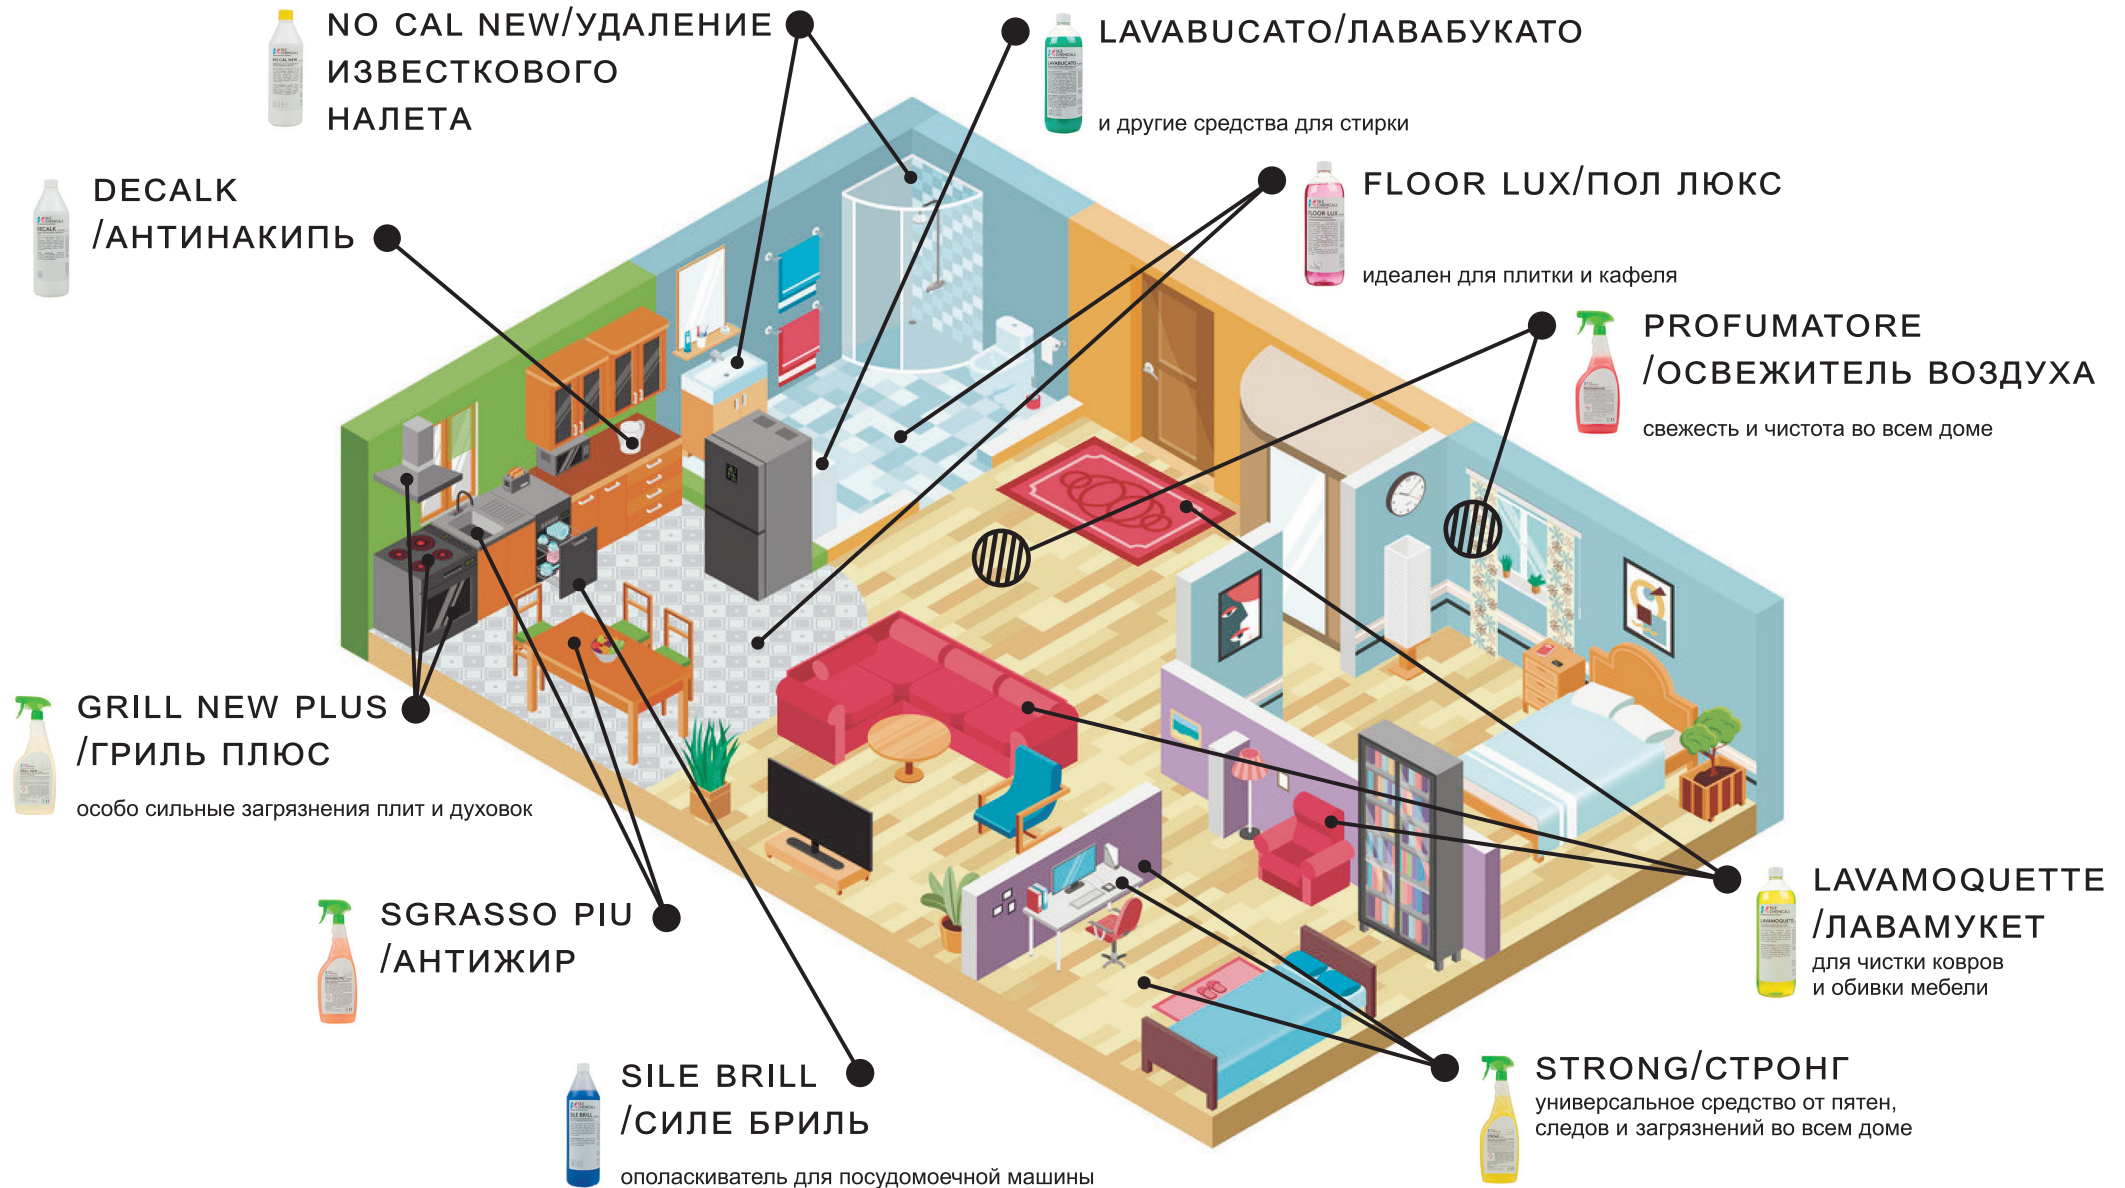 NO CAL NEW/УДАЛЕНИЕ
ИЗВЕСТКОВОГО
НАЛЕТА
LAVABUCATO/ЛАВАБУКАТО
и другие средства для стирки
DECALK
/АНТИНАКИПЬ
FLOOR LUX/ПОЛ ЛЮКС
идеален для плитки и кафеля
PROFUMATORE
/ОСВЕЖИТЕЛЬ ВОЗДУХА
свежесть и чистота во всем доме
GRILL NEW PLUS
/ГРИЛЬ ПЛЮС
особо сильные загрязнения плит и духовок
SGRASSO PIU
/АНТИЖИР
SILE BRILL
/СИЛЕ БРИЛЬ
ополаскиватель для посудомоечной машины
LAVAMOQUETTE
/ЛАВАМУКЕТ
для чистки ковров
и обивки мебели
STRONG/СТРОНГ
универсальное средство от пятен,
следов и загрязнений во всем доме